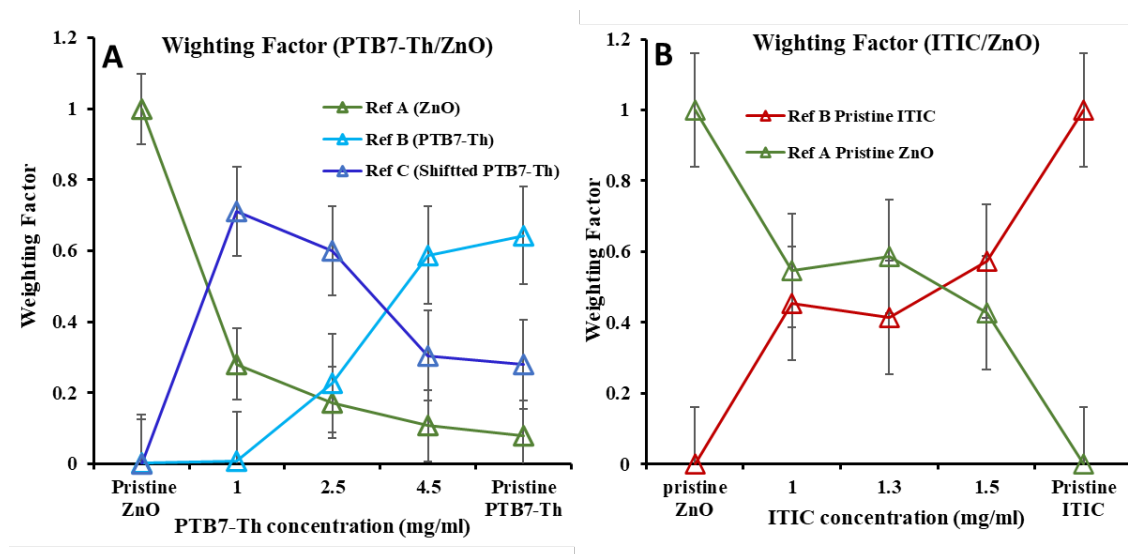 A
Wighting Factor (PTB7-Th/ZnO)
Ref A (ZnO)
Ref B (PTB7-Th)
Ref C (Shiftted PTB7-Th)
Weighting Factor
1.2
1
0.8
0.6
0.4
0.2
0
Pristine ZnO
1
2.5
4.5
Pristine PTB7-Th
PTB7-Th concentration (mg/ml)
B
Wighting Factor (ITIC/ZnO)
Ref B Pristine ITIC
Ref A Pristine ZnO
Weighting Factor
1.2
1
0.8
0.6
0.4
0.2
0
pristine ZnO
1
1.3
1.5
Pristine ITIC
ITIC concentration (mg/ml)